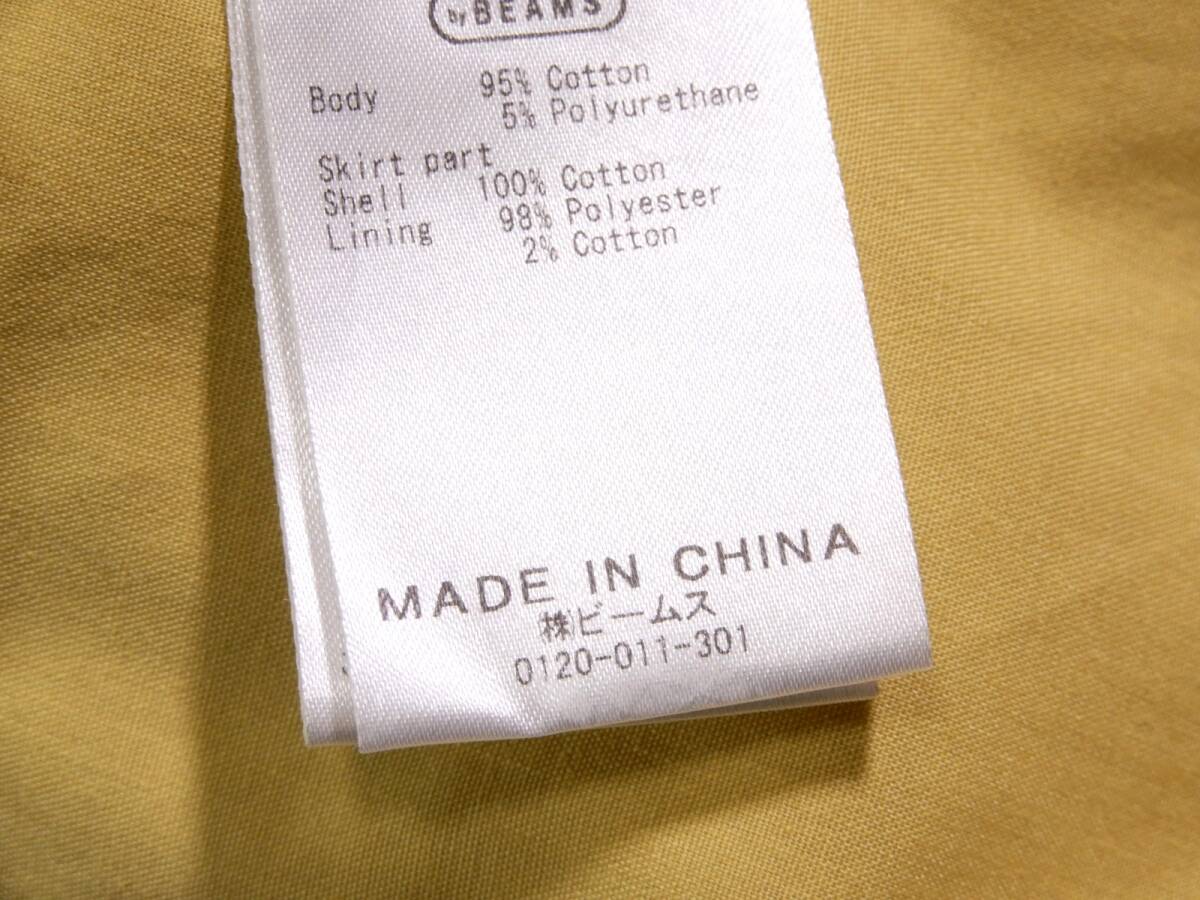 by BEAMS
Body 95% Cotton
5% Polyurethane
Skirt part
Shell 100% Cotton
Lining 98% Polyester
2% Cotton
MADE IN CHINA
㈱ビームス
0120-011-301